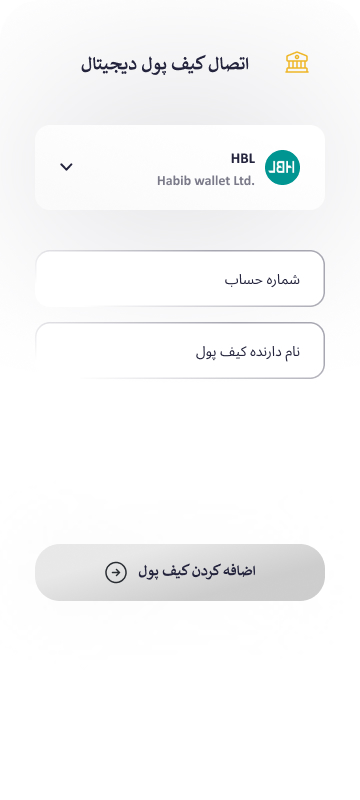 اتصال کیف پول دیجیتال
HBL
HBL
Habib wallet Ltd.
شماره حساب
نام دارنده کیف پول
اضافه کردن کیف پول